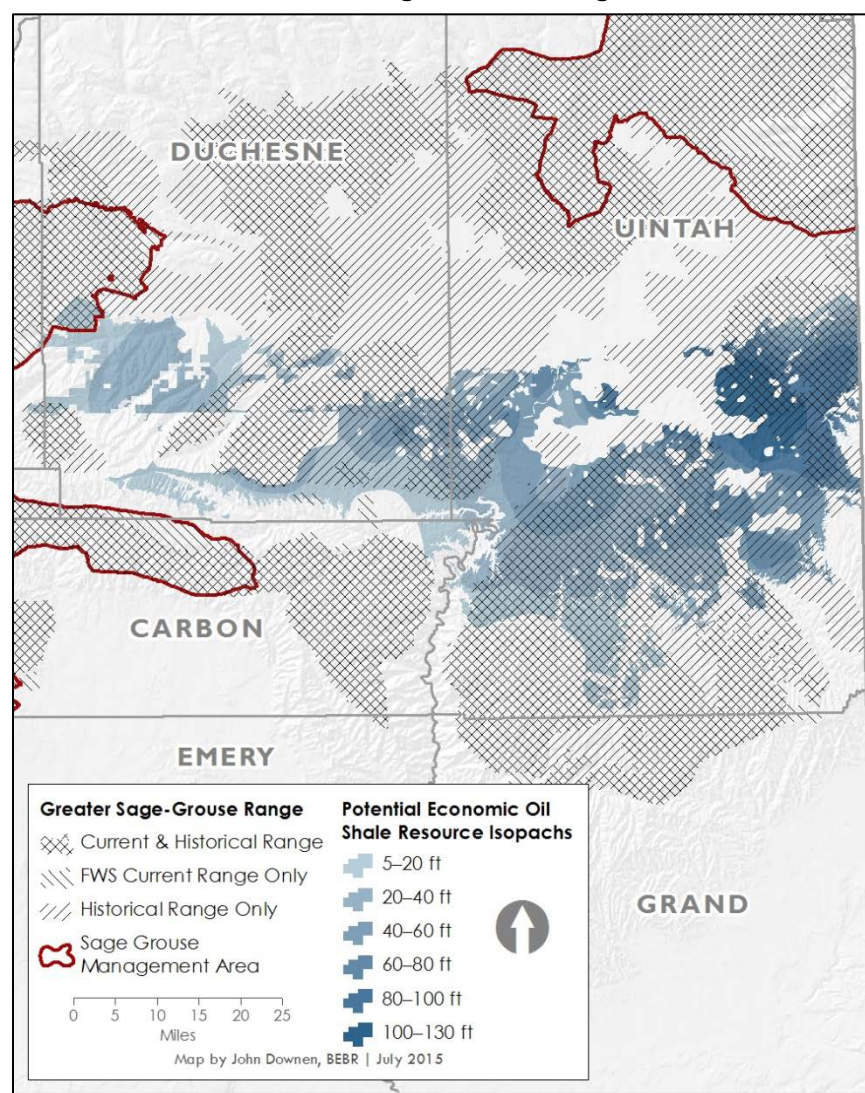 DUCHESNE
UINTAH
CARBON
EMERY
GRAND
Greater Sage-Grouse Range
Current & Historical Range
FWS Current Range Only
Historical Range Only
Sage Grouse
Management Area
0 5 10 15 20 25
Miles
Potential Economic Oil
Shale Resource Isopachs
5–20 ft
20–40 ft
40–60 ft
60–80 ft
80–100 ft
100–130 ft
Map by John Downen, BEBR | July 2015